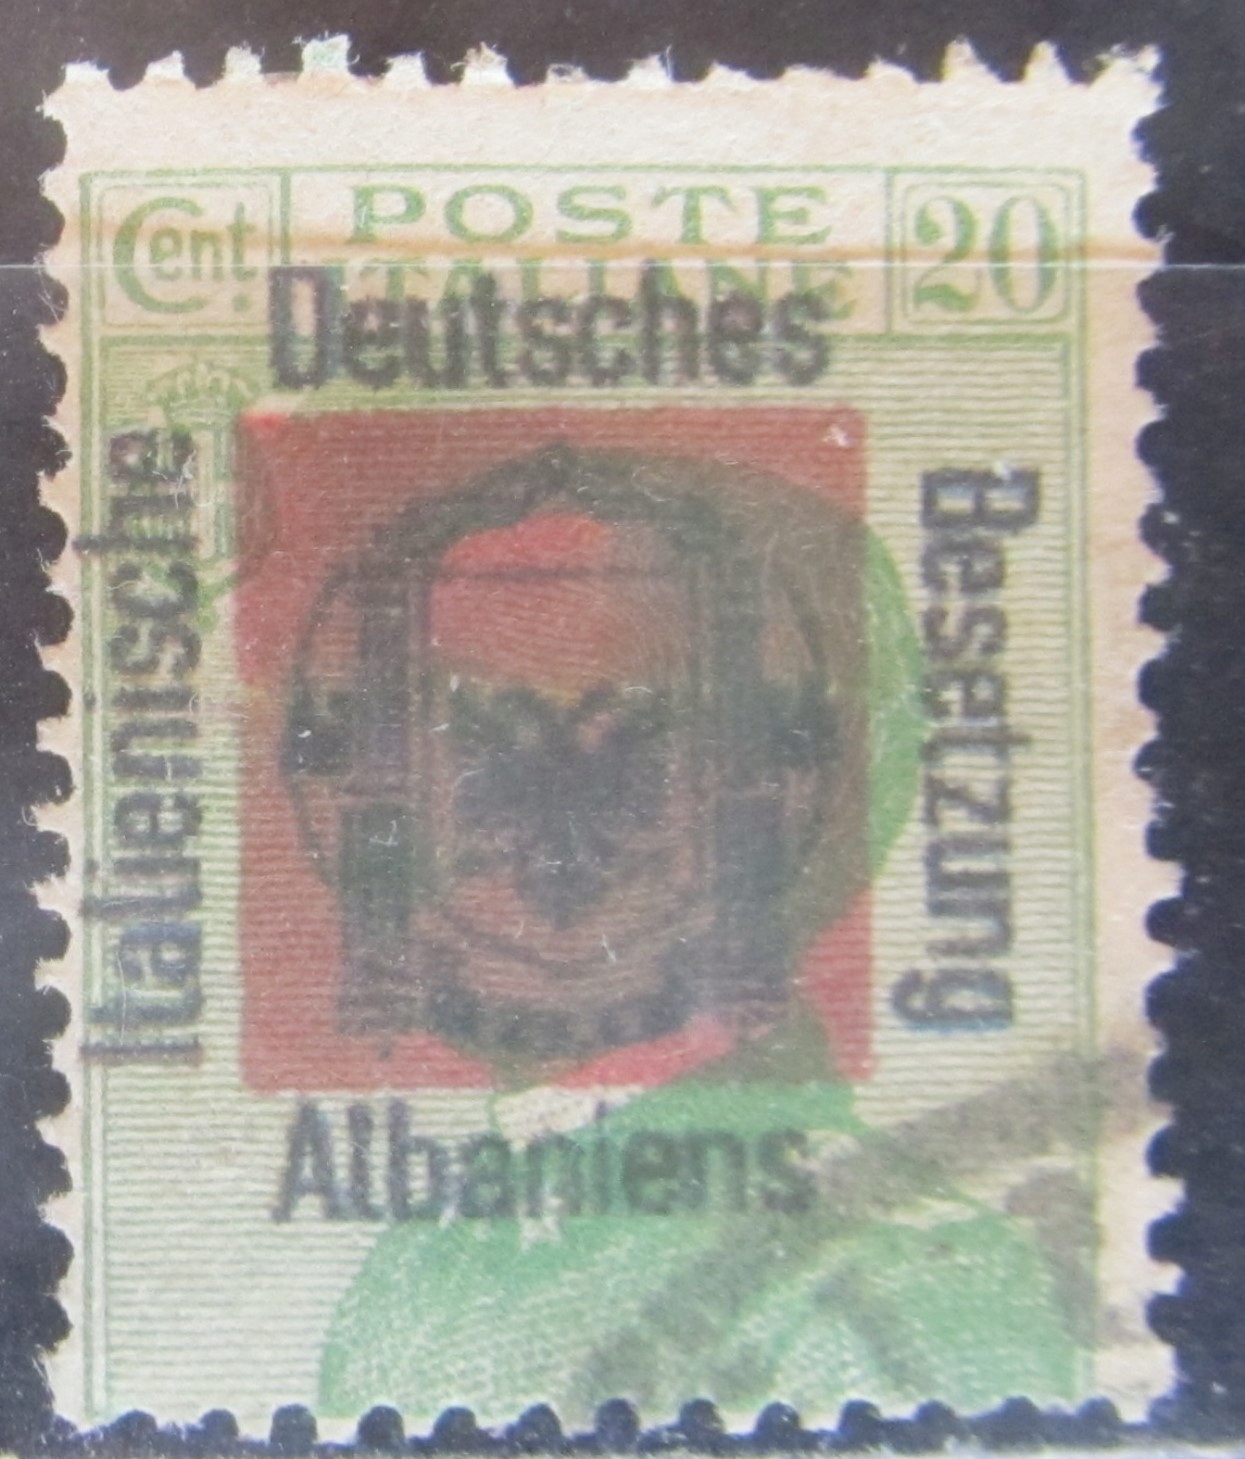 Cent.
POSTE
ITALIANE
20
Deutsches
Italienische
Besetzung
Albaniens